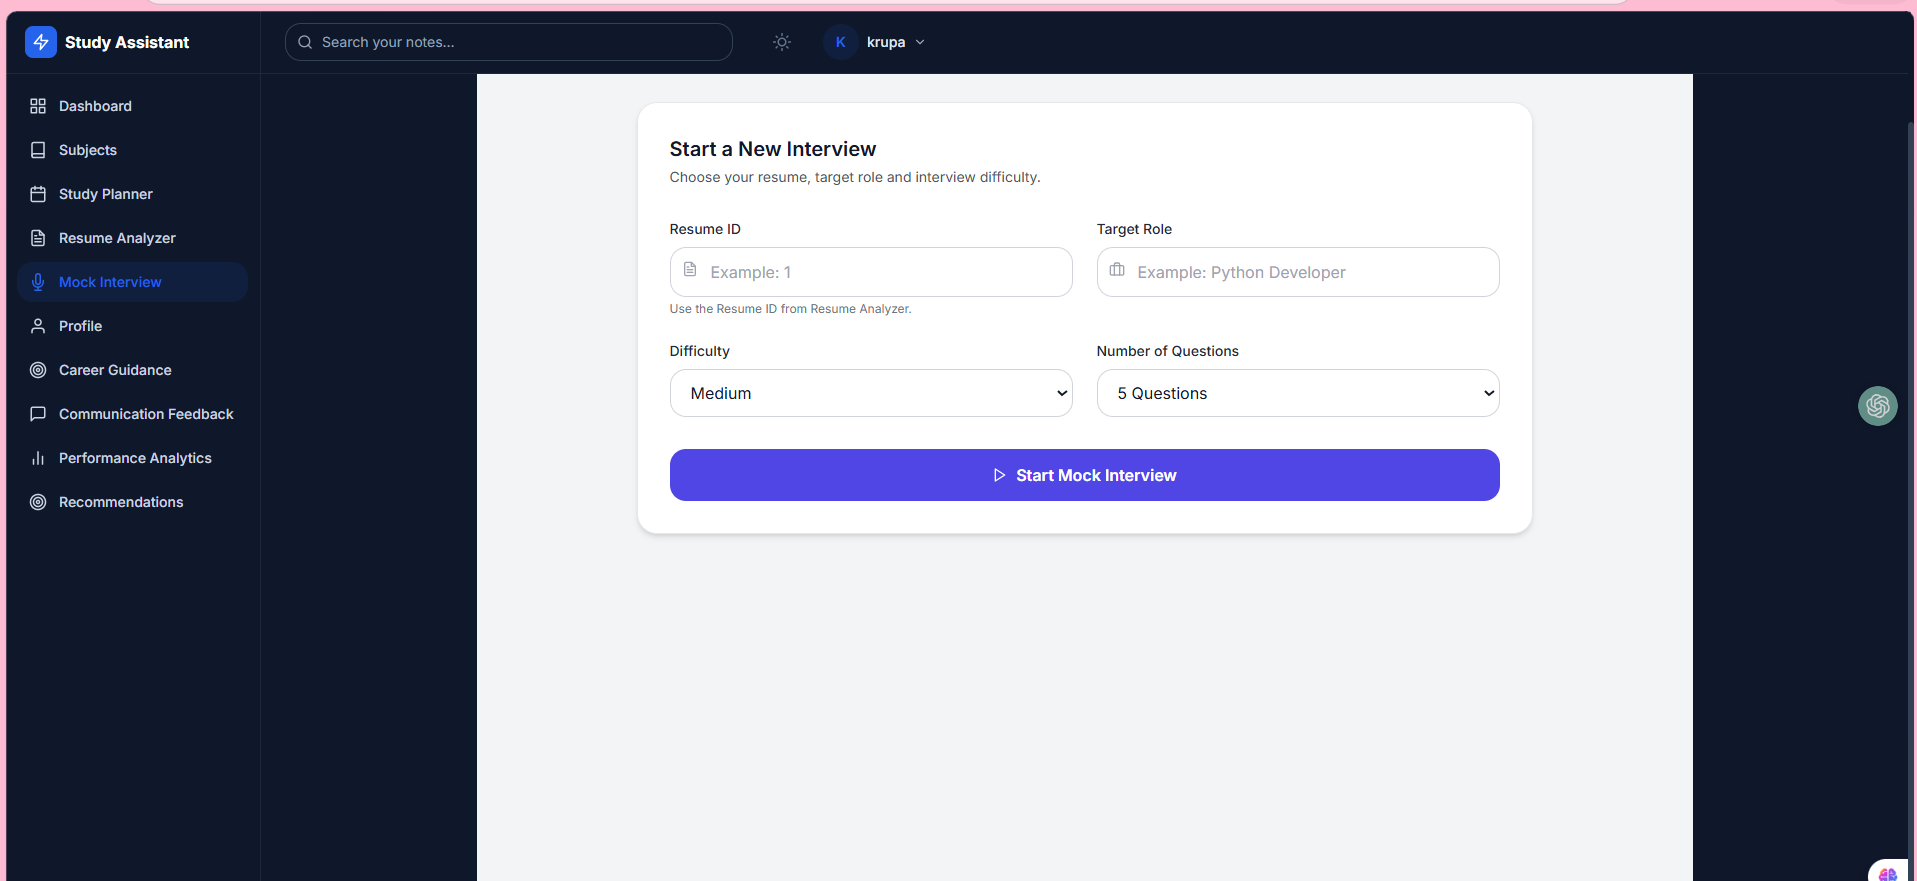 Study Assistant
Search your notes...
K
krupa
Dashboard
Subjects
Study Planner
Resume Analyzer
Mock Interview
Profile
Career Guidance
Communication Feedback
Performance Analytics
Recommendations
Start a New Interview
Choose your resume, target role and interview difficulty.
Resume ID
Example: 1
Use the Resume ID from Resume Analyzer.
Target Role
Example: Python Developer
Difficulty
Medium
Number of Questions
5 Questions
Start Mock Interview